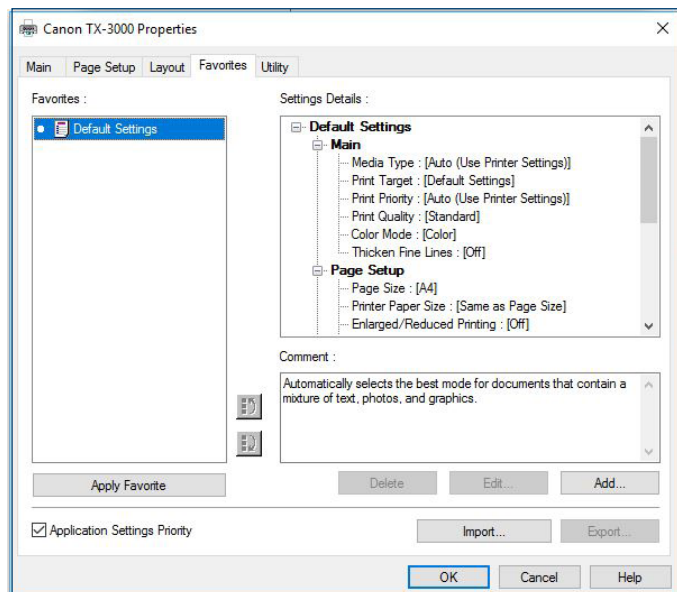 Canon TX-3000 Properties
Main Page Setup Layout Favorites Utility
Favorites :
Default Settings
Apply Favorite
Settings Details :
Default Settings
Main
Media Type : [Auto (Use Printer Settings)]
Print Target : [Default Settings]
Print Priority : [Auto (Use Printer Settings)]
Print Quality : [Standard]
Color Mode : [Color]
Thicken Fine Lines : [Off]
Page Setup
Page Size : [A4]
Printer Paper Size : [Same as Page Size]
Enlarged/Reduced Printing : [Off]
Comment :
Automatically selects the best mode for documents that contain a
mixture of text, photos, and graphics.
Delete Edit... Add...
Application Settings Priority
Import... Export...
OK Cancel Help